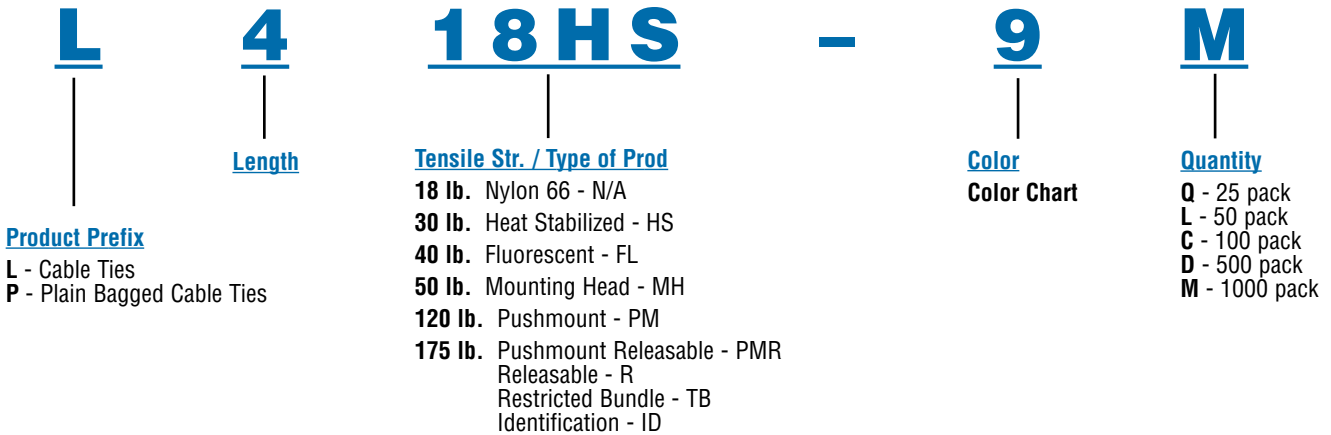 L 4 18HS - 9 M
Product Prefix
L - Cable Ties
P - Plain Bagged Cable Ties
Length
Tensile Str. / Type of Prod
18 lb. Nylon 66 - N/A
30 lb. Heat Stabilized - HS
40 lb. Fluorescent - FL
50 lb. Mounting Head - MH
120 lb. Pushmount - PM
175 lb. Pushmount Releasable - PMR
Releasable - R
Restricted Bundle - TB
Identification - ID
Color
Color Chart
Quantity
Q - 25 pack
L - 50 pack
C - 100 pack
D - 500 pack
M - 1000 pack